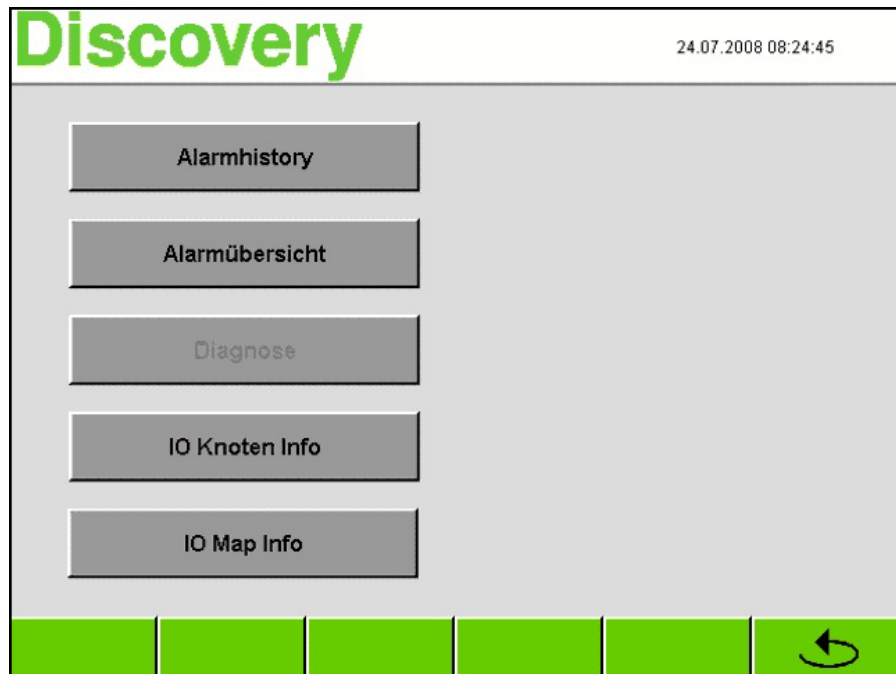 Discovery
24.07.2008 08:24:45
Alarmhistory
Alarmübersicht
Diagnose
IO Knoten Info
IO Map Info